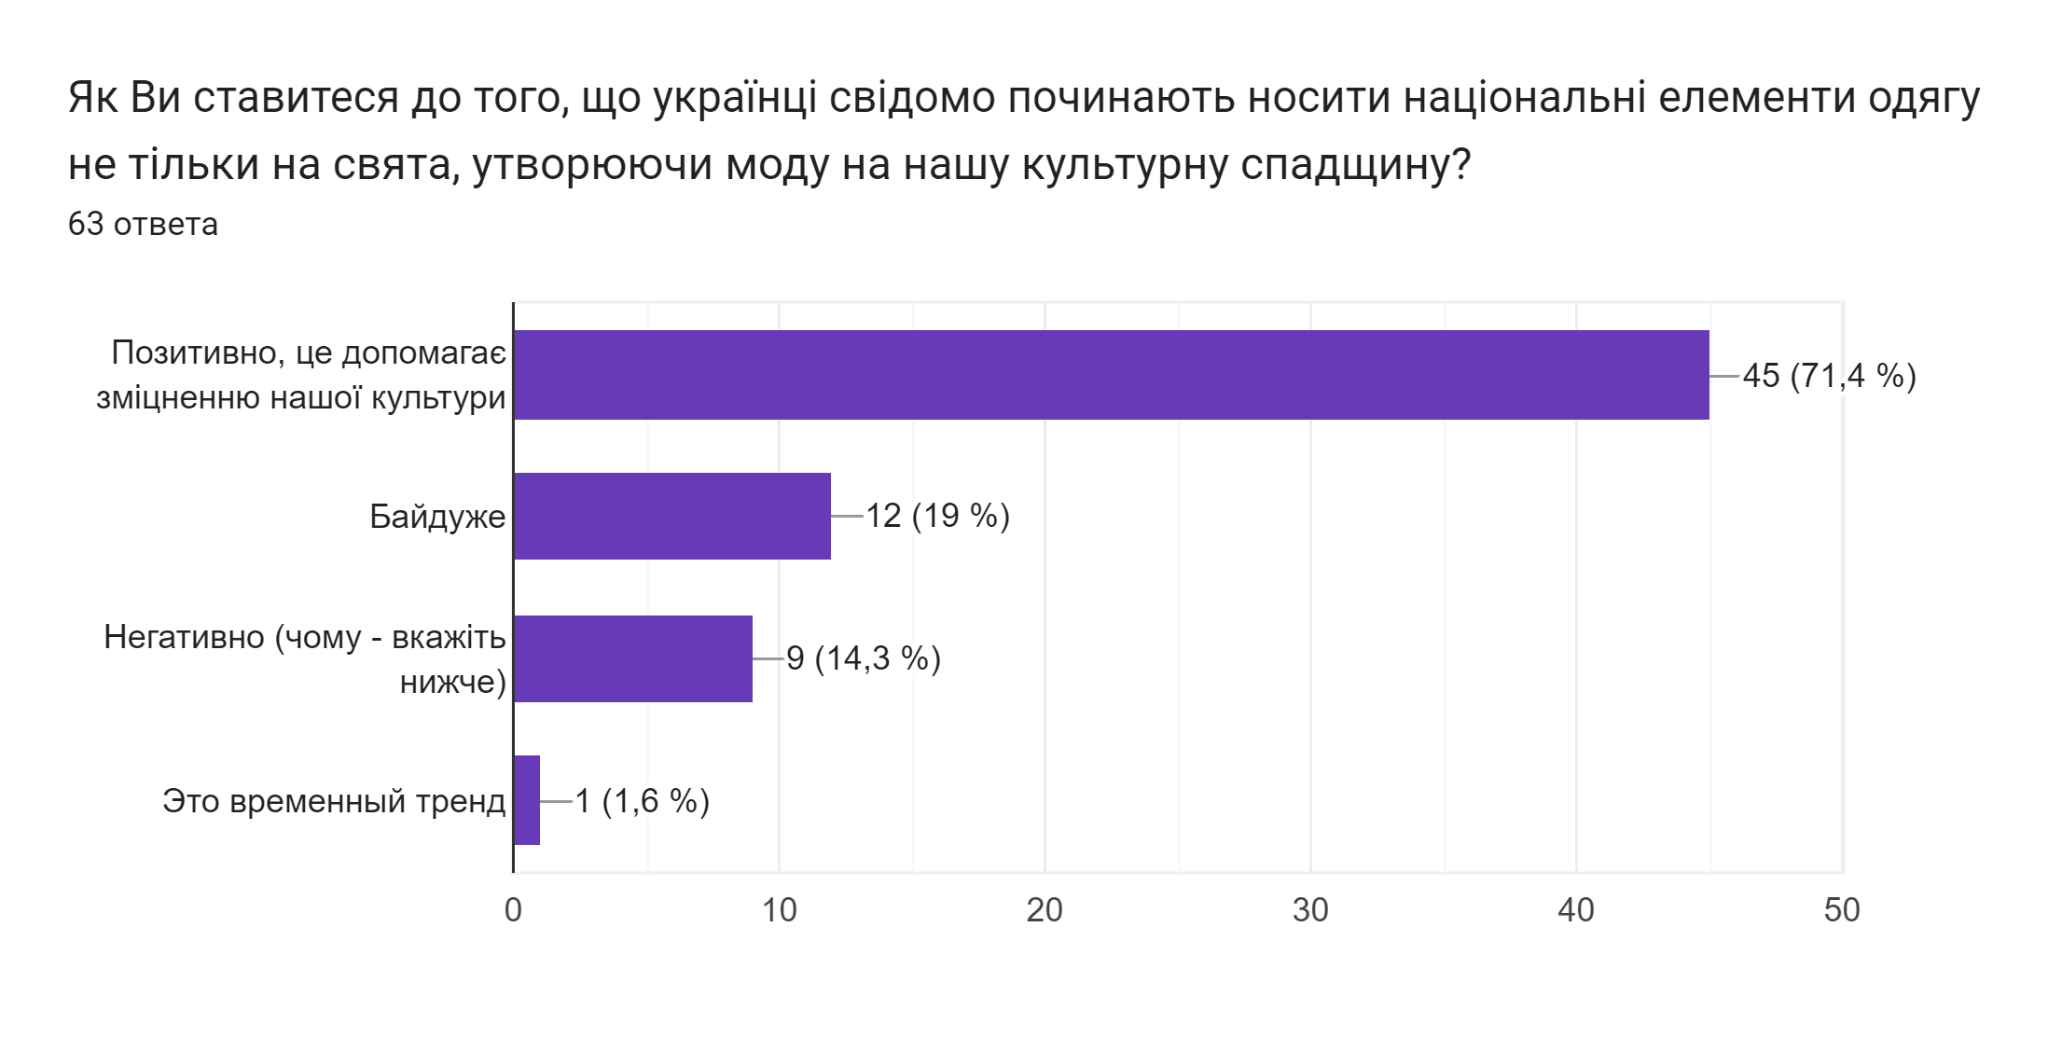 Як Ви ставитеся до того, що українці свідомо починають носити національні елементи одягу
не тільки на свята, утворюючи моду на нашу культурну спадщину?
63 ответа
Позитивно, це допомагає
зміцненню нашої культури
45 (71,4 %)
Байдуже
12 (19 %)
Негативно (чому - вкажіть
нижче)
9 (14,3 %)
Это временный тренд
1 (1,6 %)
0 10 20 30 40 50